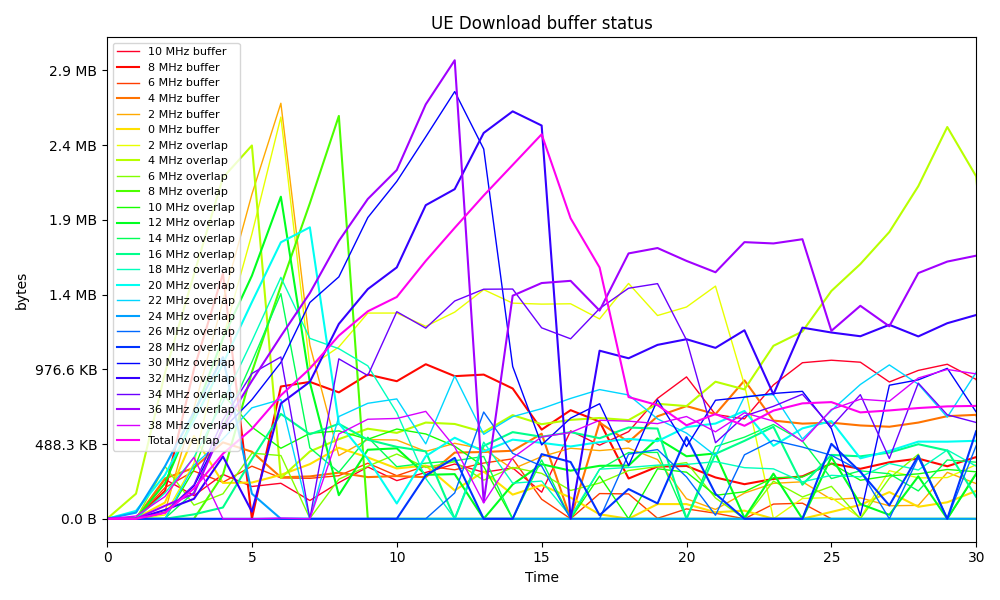 UE Download buffer status
bytes
2.9 MB
2.4 MB
1.9 MB
1.4 MB
976.6 KB
488.3 KB
0.0 B
10 MHz buffer
8 MHz buffer
6 MHz buffer
4 MHz buffer
2 MHz buffer
0 MHz buffer
2 MHz overlap
4 MHz overlap
6 MHz overlap
8 MHz overlap
10 MHz overlap
12 MHz overlap
14 MHz overlap
16 MHz overlap
18 MHz overlap
20 MHz overlap
22 MHz overlap
24 MHz overlap
26 MHz overlap
28 MHz overlap
30 MHz overlap
32 MHz overlap
34 MHz overlap
36 MHz overlap
38 MHz overlap
Total overlap
0 5 10 15 20 25 30
Time